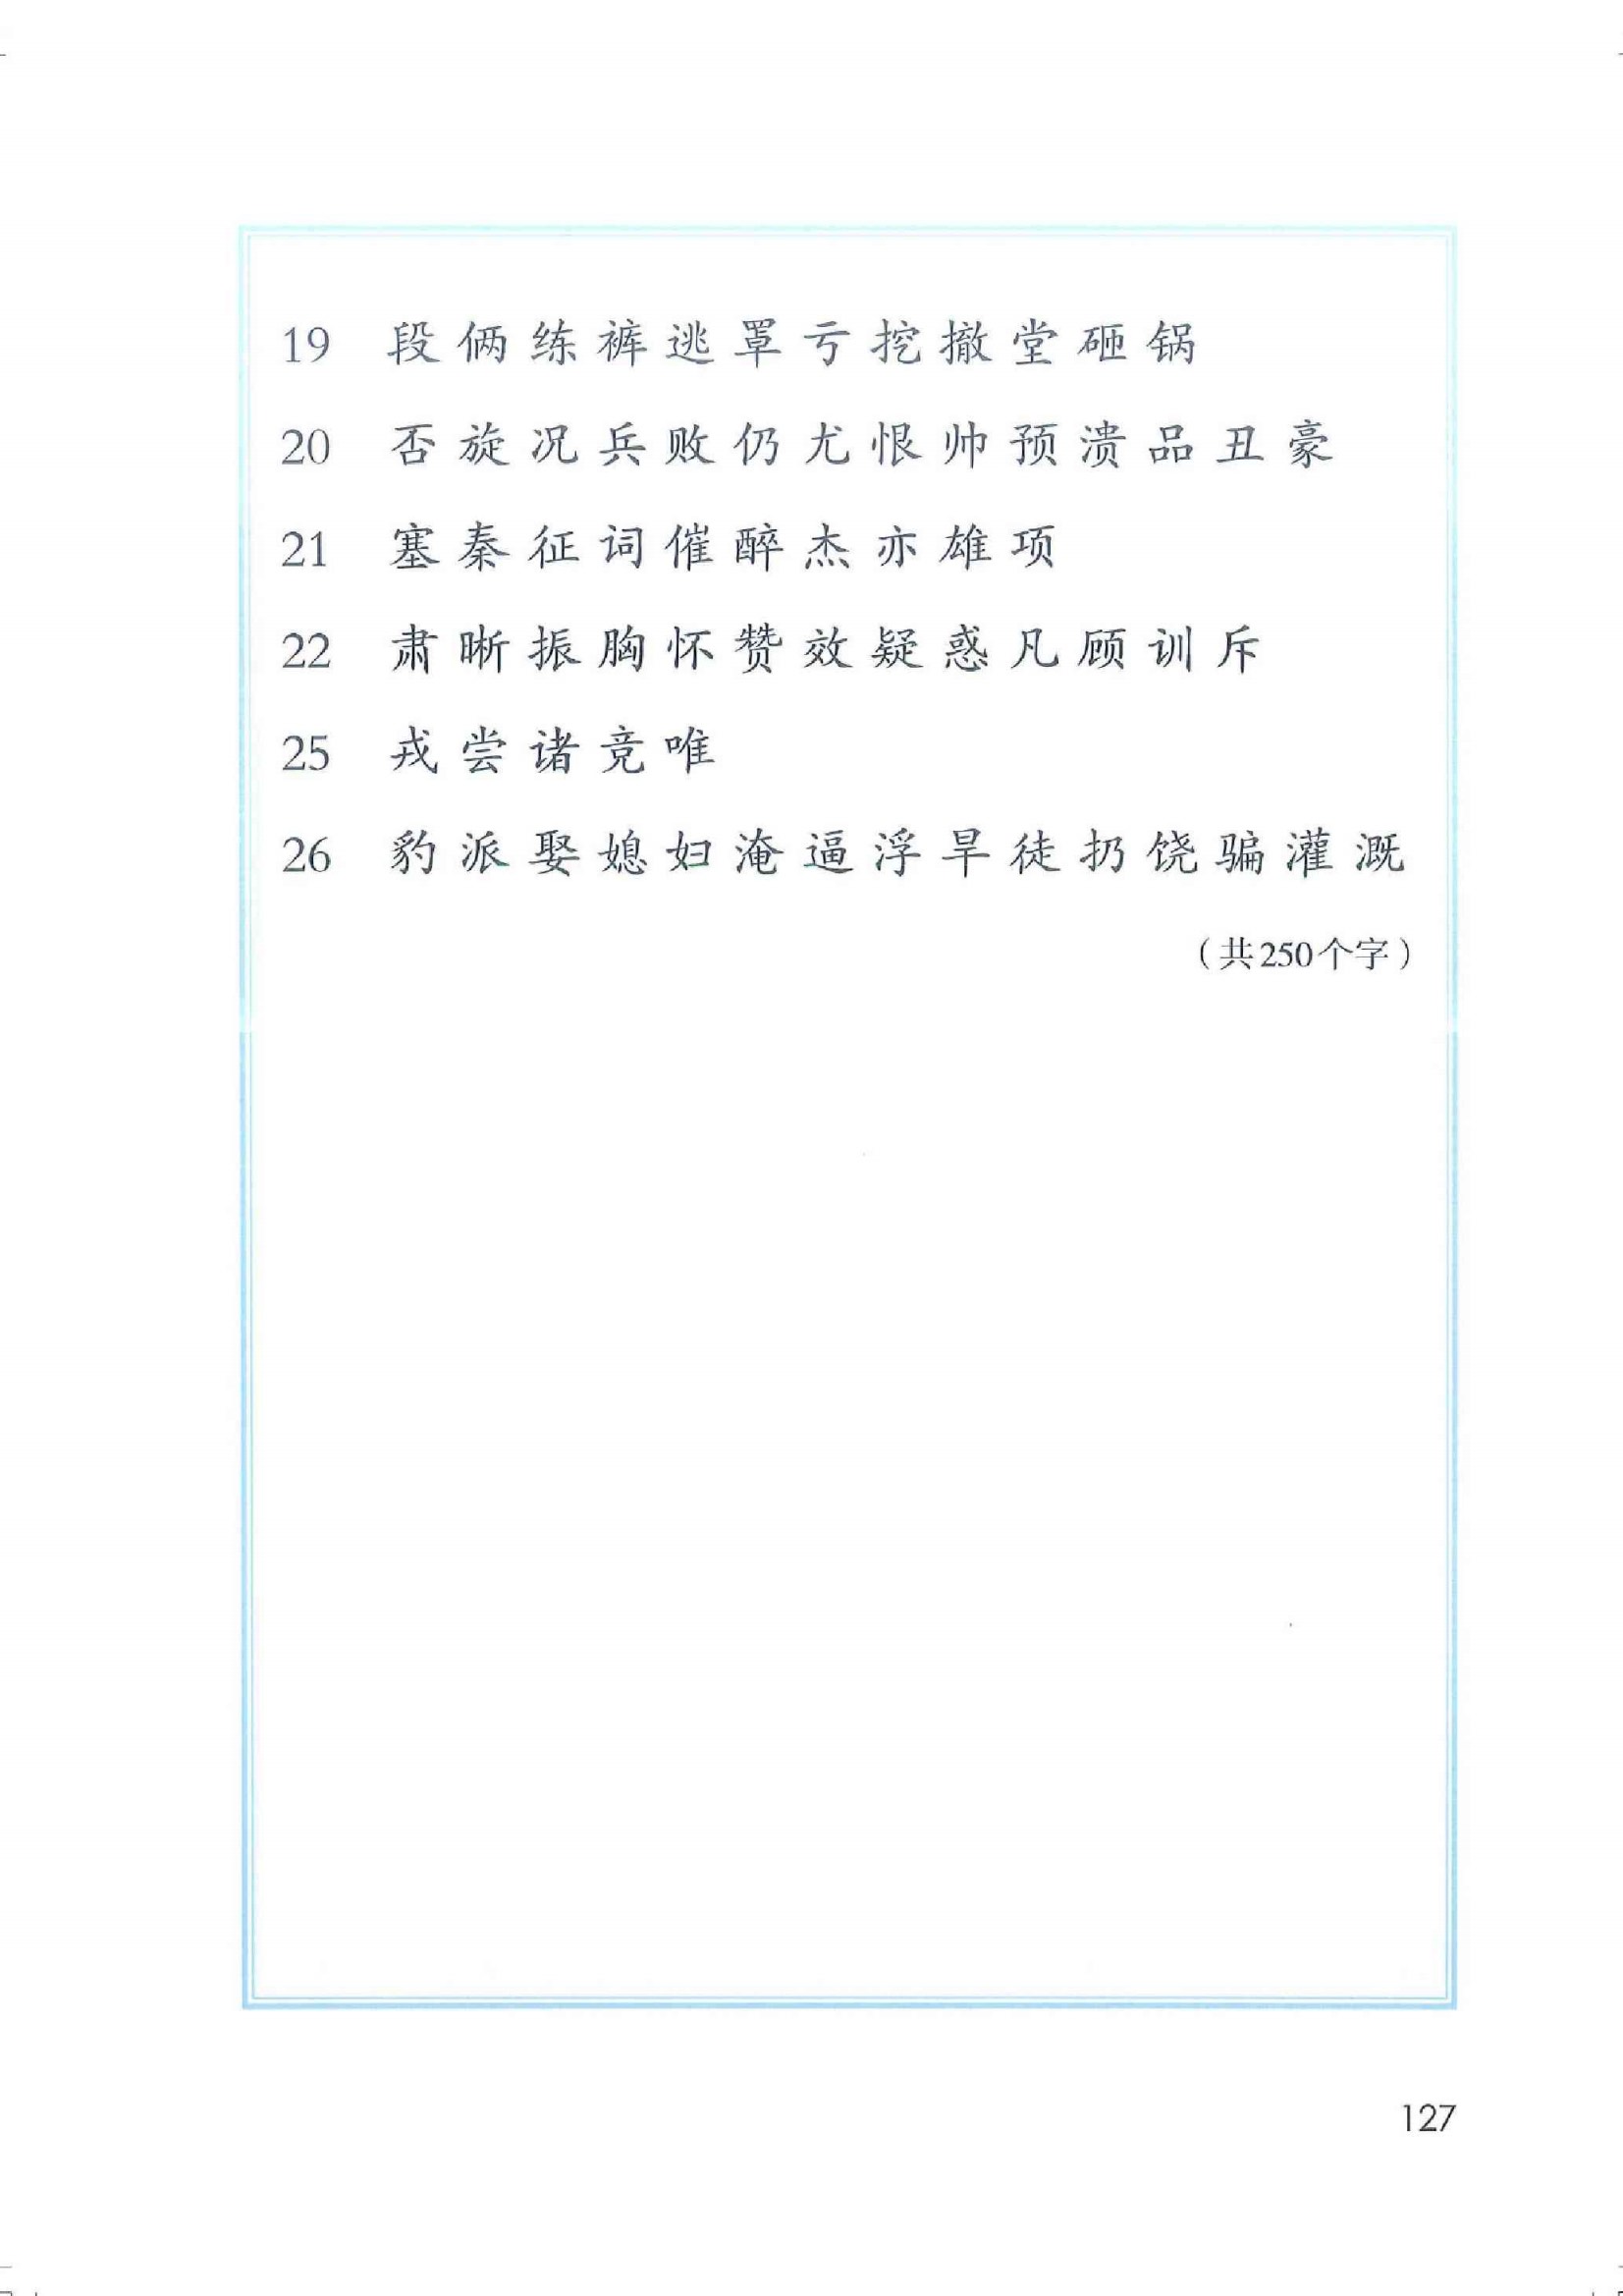 19 段 俩 练 裤 逃 罩 亏 挖 撤 堂 砸 锅
20 否 旋 况 兵 败 仍 尤 恨 帅 预 溃 品 丑 豪
21 塞 秦 征 词 催 醉 杰 亦 雄 项
22 肃 晰 振 胸 怀 赞 效 疑 惑 凡 顾 训 斥
25 戎 尝 诸 竞 唯
26 豹 派 娶 媳 妇 淹 逼 浮 旱 徒 扔 饶 骗 灌 溉
（共250个字）
127